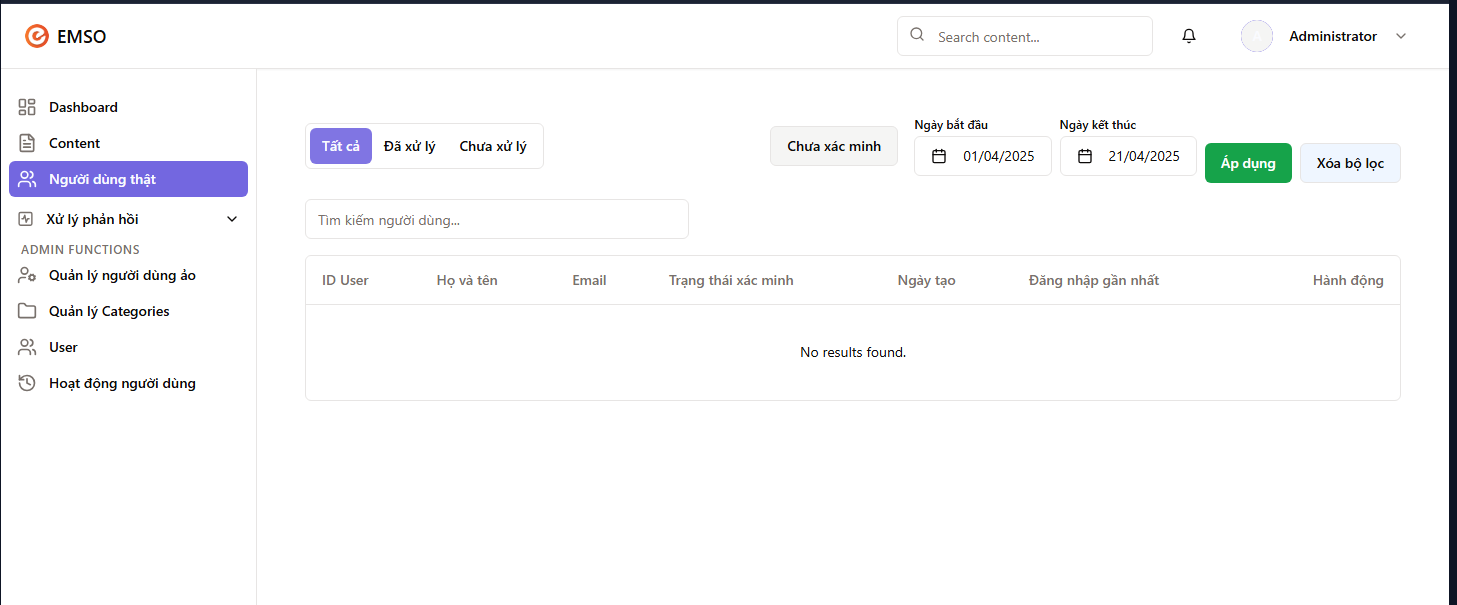 EMSO
Search content...
Administrator
Dashboard
Content
Người dùng thật
Xử lý phản hồi
ADMIN FUNCTIONS
Quản lý người dùng ảo
Quản lý Categories
User
Hoạt động người dùng
Tất cả Đã xử lý Chưa xử lý
Chưa xác minh
Ngày bắt đầu
01/04/2025
Ngày kết thúc
21/04/2025
Áp dụng
Xóa bộ lọc
Tìm kiếm người dùng...
ID User Họ và tên Email Trạng thái xác minh Ngày tạo Đăng nhập gần nhất Hành động
No results found.